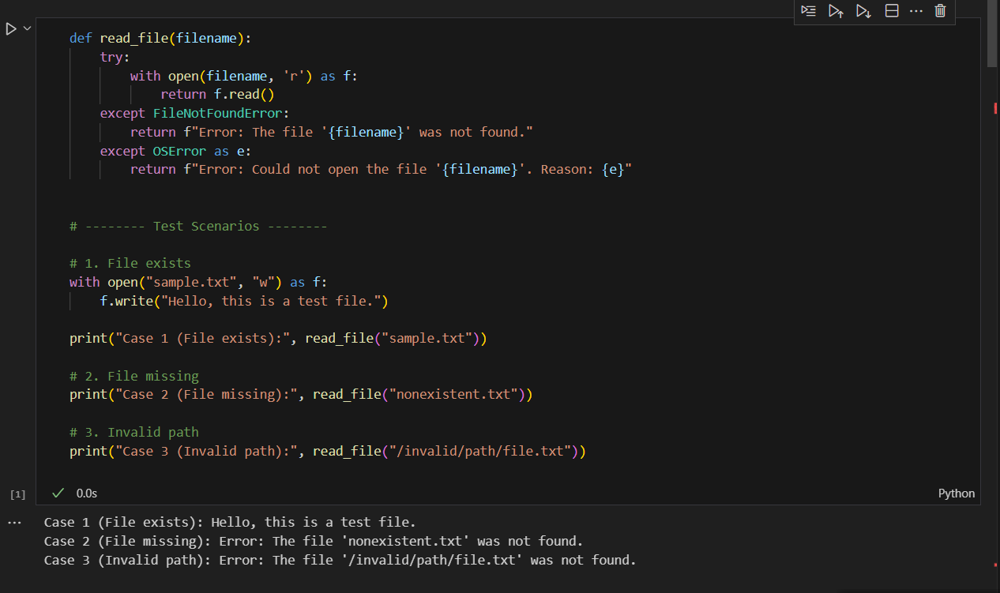 def read_file(filename):
    try:
        with open(filename, 'r') as f:
            return f.read()
    except FileNotFoundError:
        return f"Error: The file '{filename}' was not found."
    except OSError as e:
        return f"Error: Could not open the file '{filename}'. Reason: {e}"
# -------- Test Scenarios --------
# 1. File exists
with open("sample.txt", "w") as f:
    f.write("Hello, this is a test file.")
print("Case 1 (File exists):", read_file("sample.txt"))
# 2. File missing
print("Case 2 (File missing):", read_file("nonexistent.txt"))
# 3. Invalid path
print("Case 3 (Invalid path):", read_file("/invalid/path/file.txt"))
[1] 0.0s Python
Case 1 (File exists): Hello, this is a test file.
Case 2 (File missing): Error: The file 'nonexistent.txt' was not found.
Case 3 (Invalid path): Error: The file '/invalid/path/file.txt' was not found.